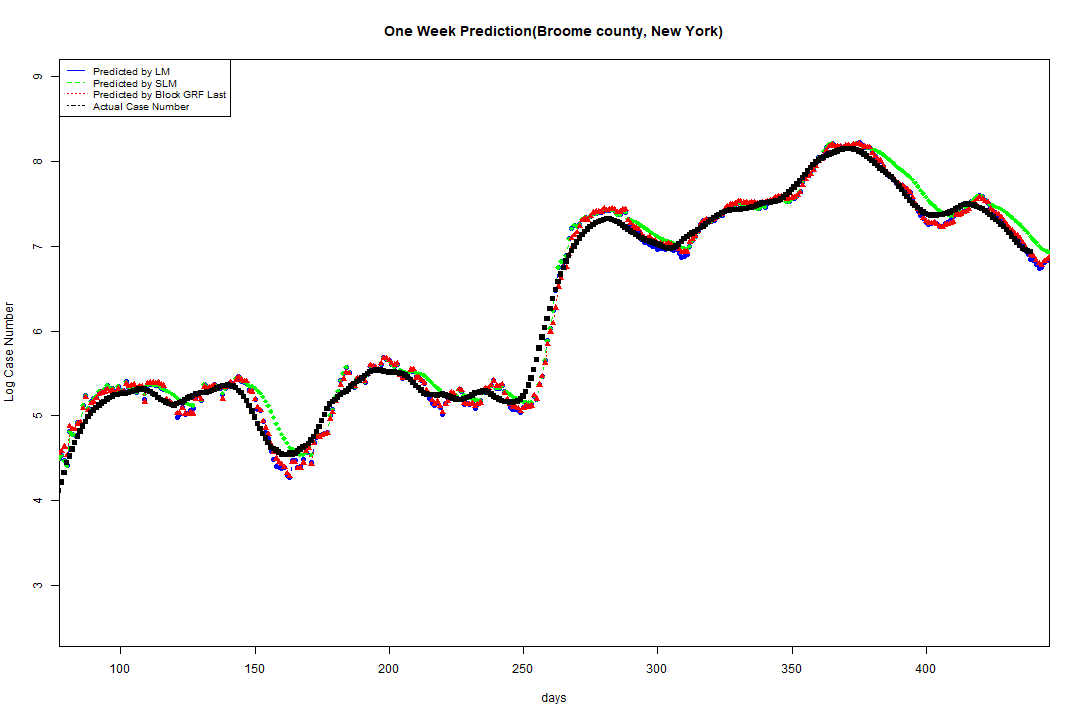 One Week Prediction(Broome county, New York)
Predicted by LM
Predicted by SLM
Predicted by Block GRF Last
Actual Case Number
9
8
7
6
5
4
3
Log Case Number
100 150 200 250 300 350 400
days